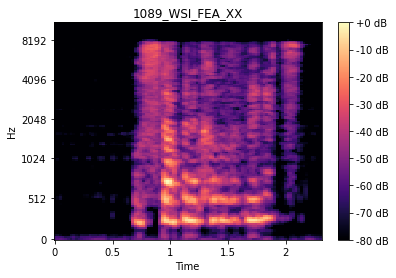 1089_WSI_FEA_XX
+0 dB
8192
-10 dB
4096
-20 dB
-30 dB
2048
Hz
-40 dB
1024
-50 dB
512
-60 dB
-70 dB
0
-80 dB
0 0.5 1 1.5 2
Time